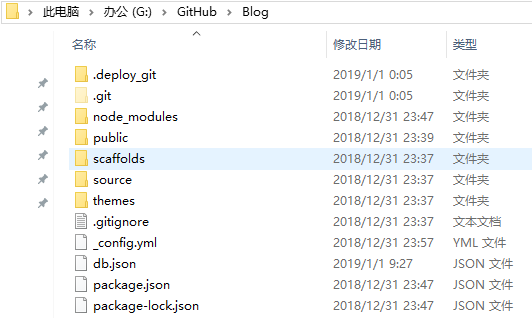 此电脑 > 办公 (G:) > GitHub > Blog
名称 修改日期 类型
.deploy_git 2019/1/1 0:05 文件夹
.git 2019/1/1 0:05 文件夹
node_modules 2018/12/31 23:47 文件夹
public 2018/12/31 23:39 文件夹
scaffolds 2018/12/31 23:37 文件夹
source 2018/12/31 23:37 文件夹
themes 2018/12/31 23:37 文件夹
.gitignore 2018/12/31 23:37 文本文档
_config.yml 2018/12/31 23:57 YML 文件
db.json 2019/1/1 9:27 JSON 文件
package.json 2018/12/31 23:47 JSON 文件
package-lock.json 2018/12/31 23:47 JSON 文件